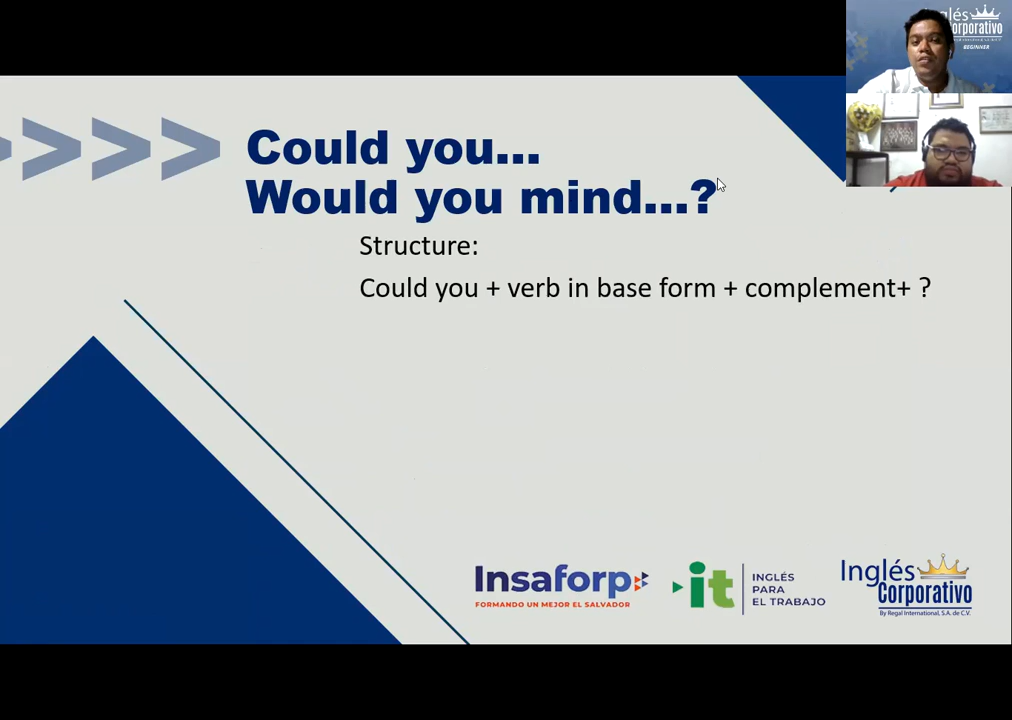 Inglés
Corporativo
BEGINNER
>>>>
Could you...
Would you mind...?
Structure:
Could you + verb in base form + complement+ ?
Insaforp
FORMANDO UN MEJOR EL SALVADOR
it
INGLÉS
PARA
EL TRABAJO
Inglés
Corporativo
By Regal International, S.A. de C.V.